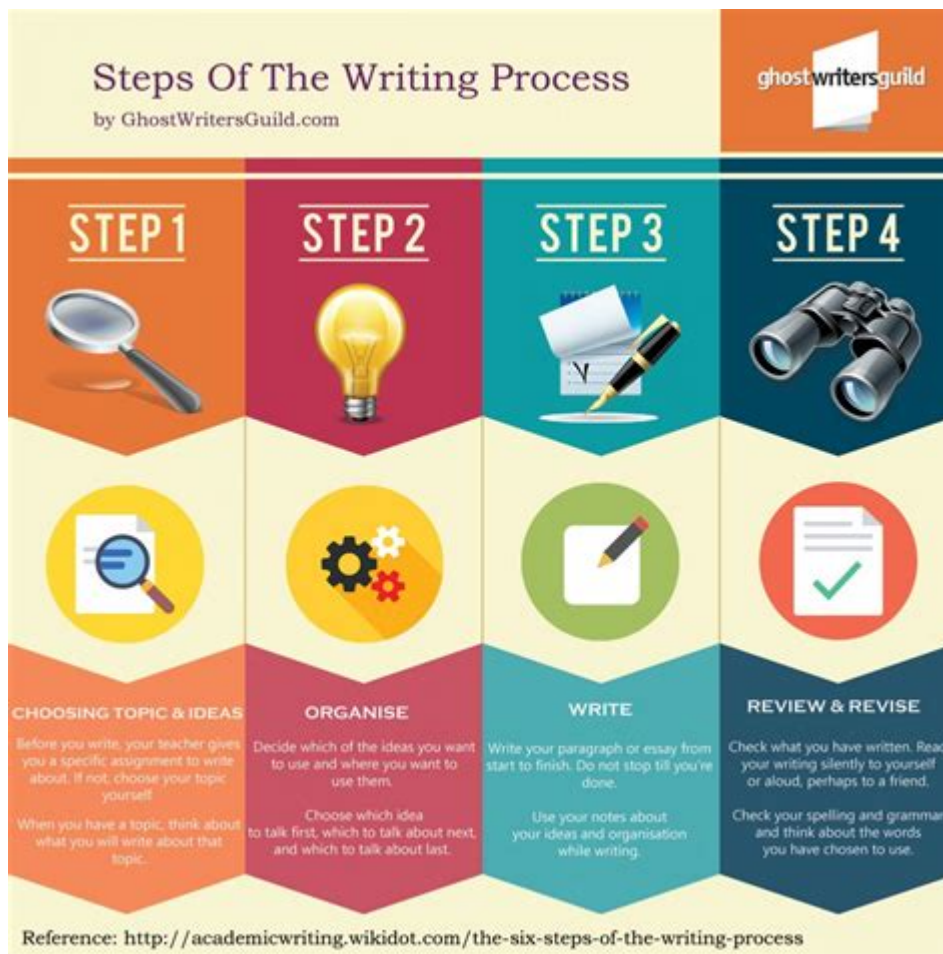 Steps Of The Writing Process
by GhostWritersGuild.com
ghostwritersguild
STEP 1
STEP 2
STEP 3
STEP 4
CHOOSING TOPIC & IDEAS
Before you write, your teacher gives
you a specific assignment to write
about. If not, choose your topic
yourself
When you have a topic, think about
what you will write about that
topic.
ORGANISE
Decide which of the ideas you want
to use and where you want to
use them.
Choose which idea
to talk first, which to talk about next,
and which to talk about last.
WRITE
Write your paragraph or essay from
start to finish. Do not stop till you're
done.
Use your notes about
your ideas and organisation
while writing.
REVIEW & REVISE
Check what you have written. Read
your writing silently to yourself
or aloud, perhaps to a friend.
Check your spelling and grammar
and think about the words
you have chosen to use.
Reference: http://academicwriting.wikidot.com/the-six-steps-of-the-writing-process